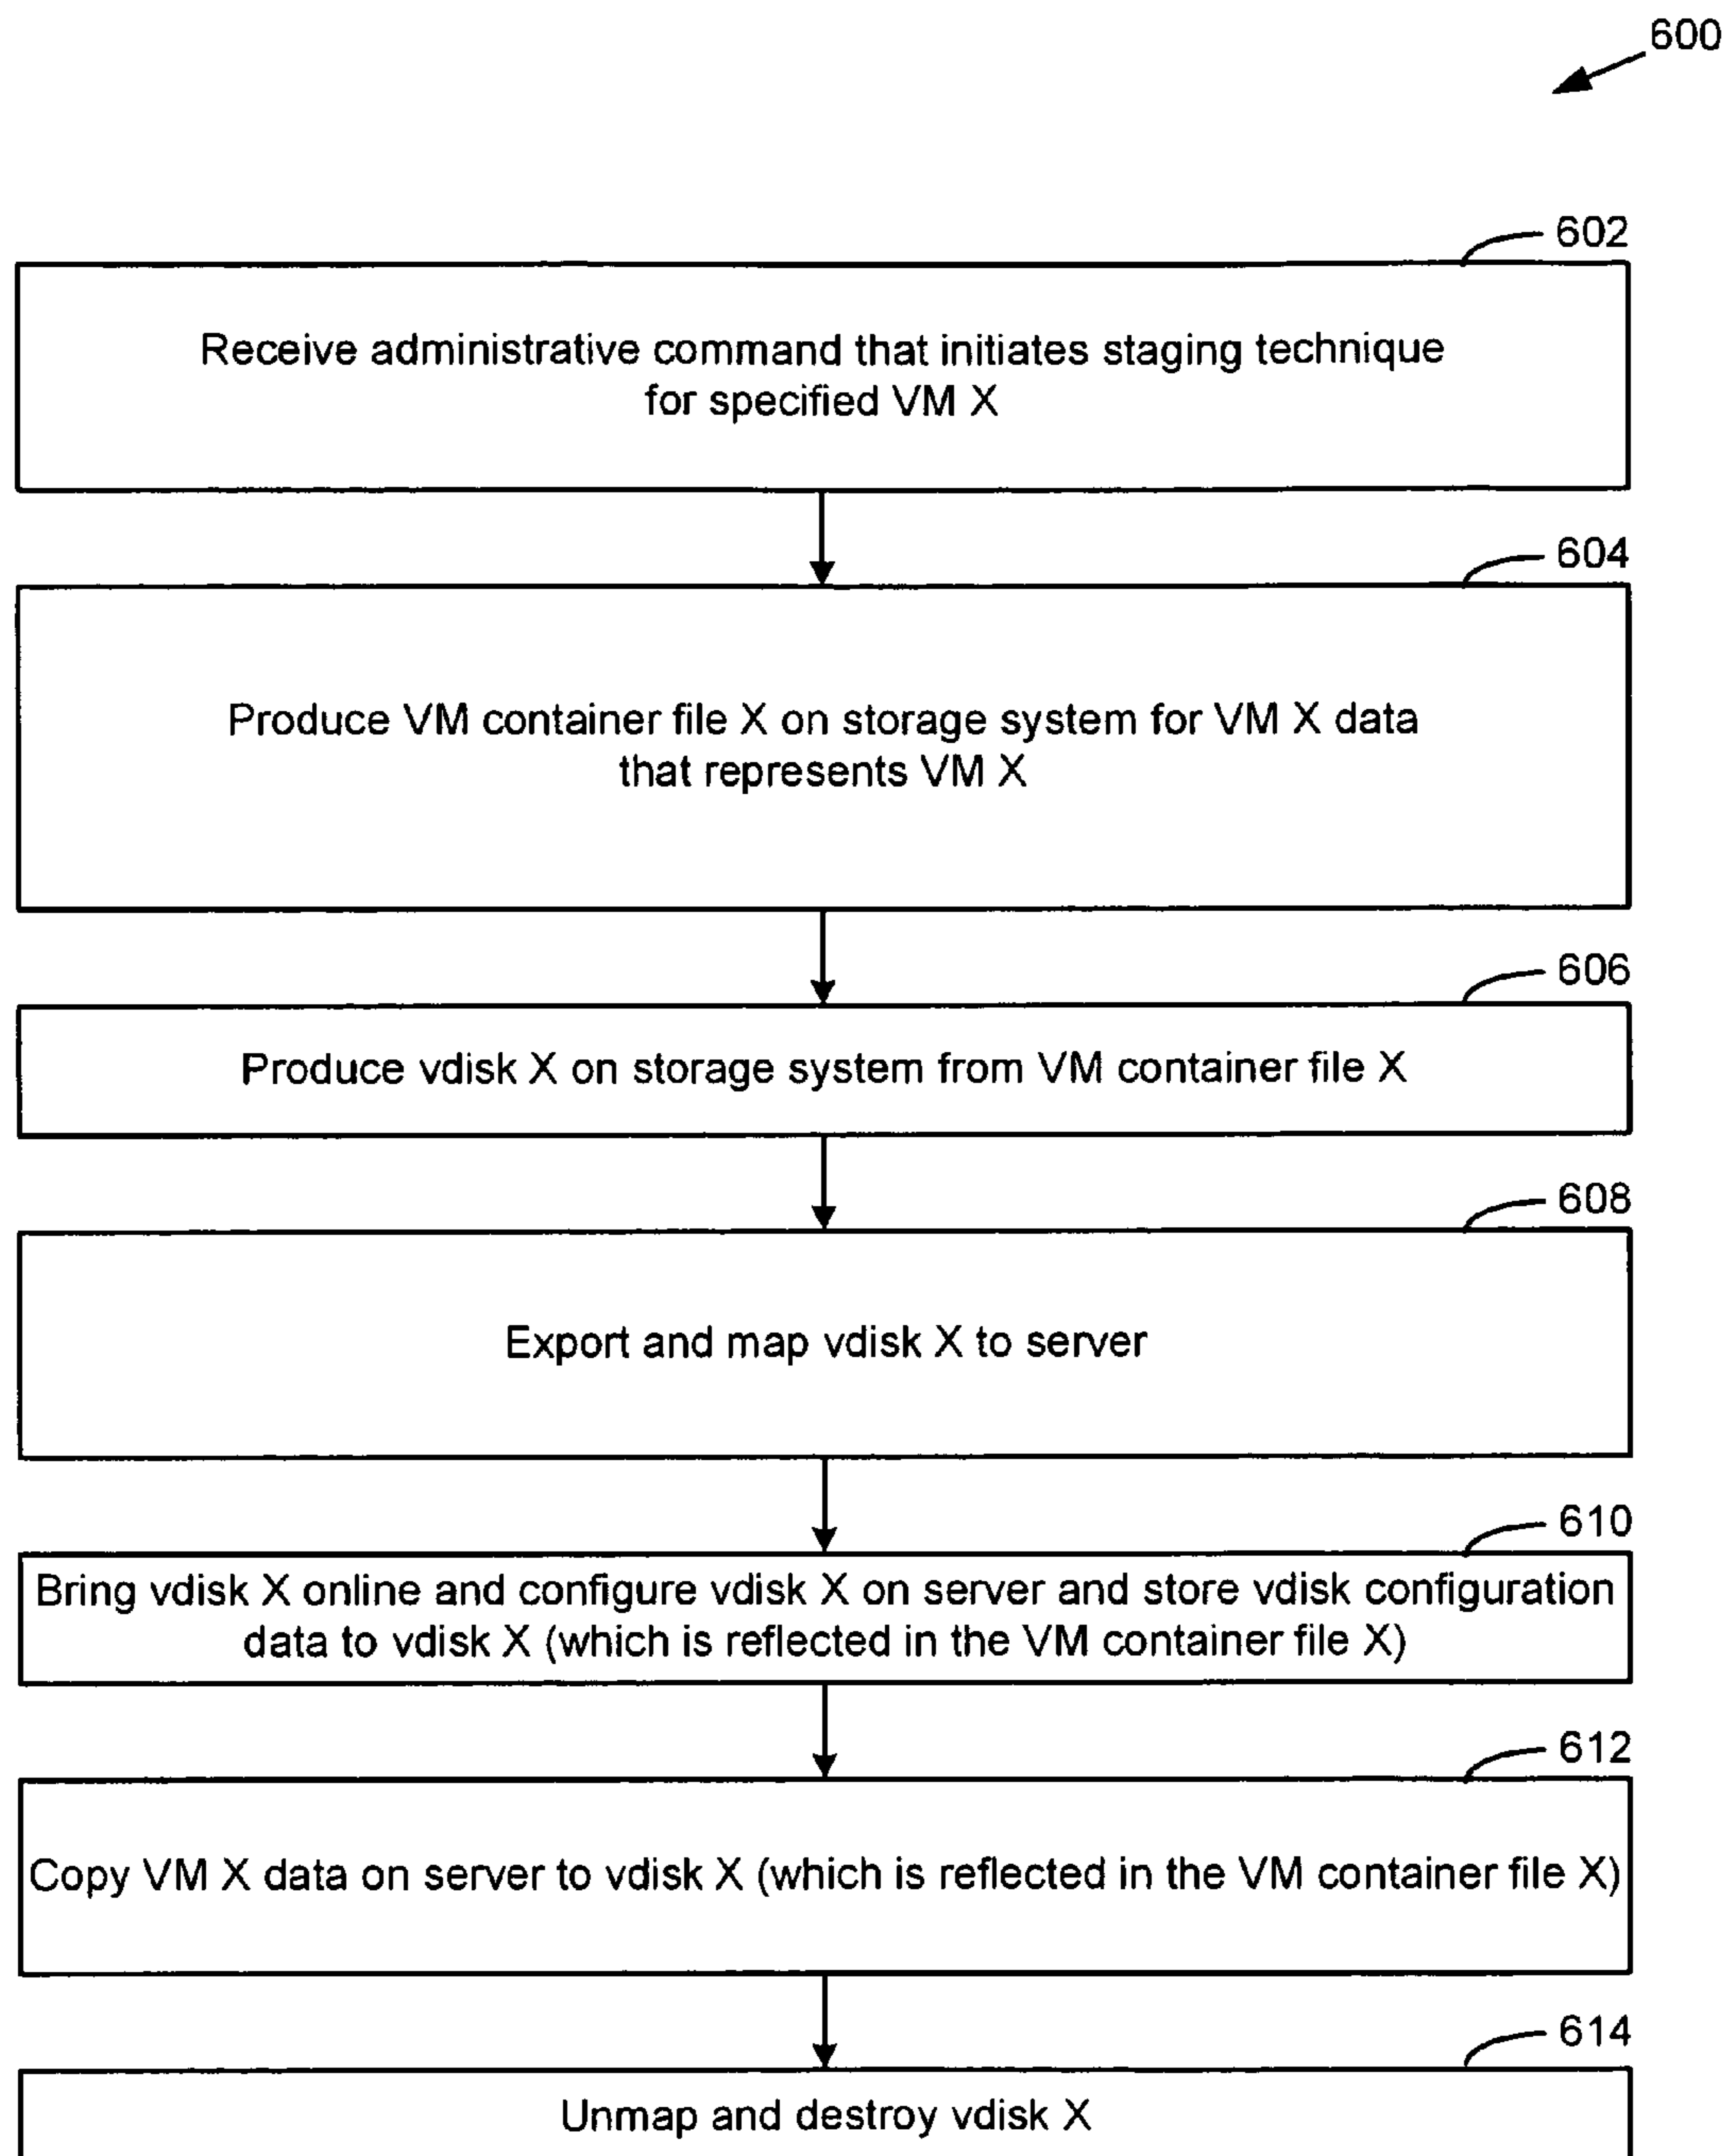 600
602
Receive administrative command that initiates staging technique
for specified VM X
604
Produce VM container file X on storage system for VM X data
that represents VM X
606
Produce vdisk X on storage system from VM container file X
608
Export and map vdisk X to server
610
Bring vdisk X online and configure vdisk X on server and store vdisk configuration
data to vdisk X (which is reflected in the VM container file X)
612
Copy VM X data on server to vdisk X (which is reflected in the VM container file X)
614
Unmap and destroy vdisk X